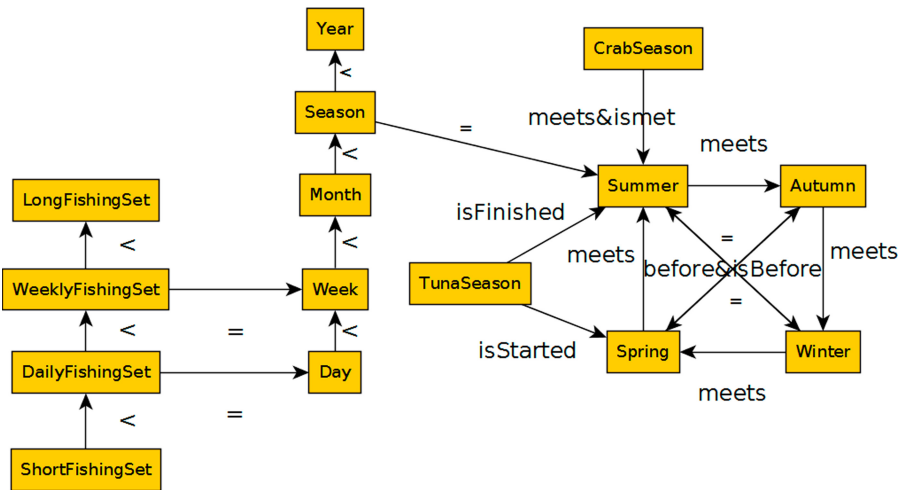 Year
CrabSeason
<
Season
=
meets&ismet
meets
<
LongFishingSet
Month
Summer
Autumn
isFinished
<
<
=
meets
meets
before&isBefore
WeeklyFishingSet
Week
TunaSeason
=
<
=
<
isStarted
DailyFishingSet
Day
Spring
Winter
meets
<
=
ShortFishingSet